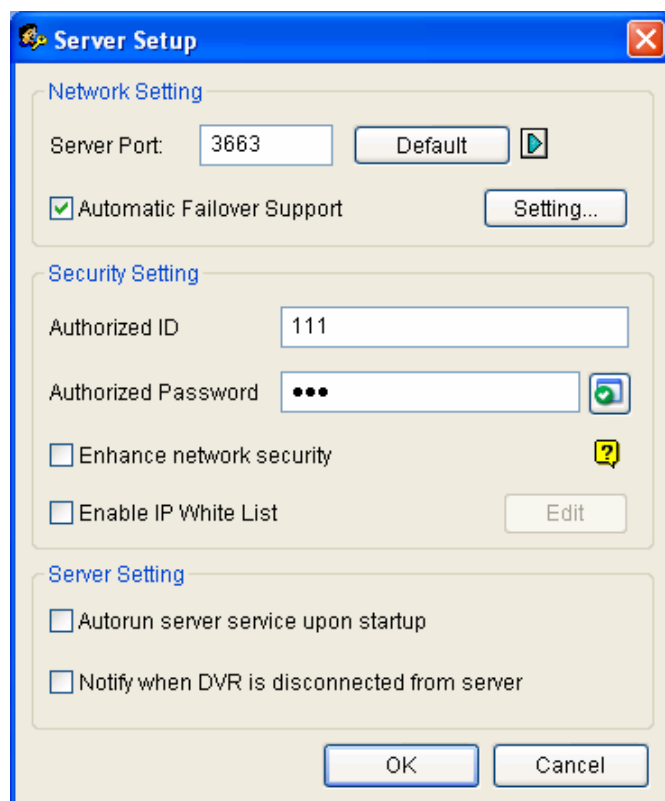 Server Setup
Network Setting
Server Port: 3663 Default
Automatic Failover Support Setting...
Security Setting
Authorized ID 111
Authorized Password •••
Enhance network security ?
Enable IP White List Edit
Server Setting
Autorun server service upon startup
Notify when DVR is disconnected from server
OK Cancel